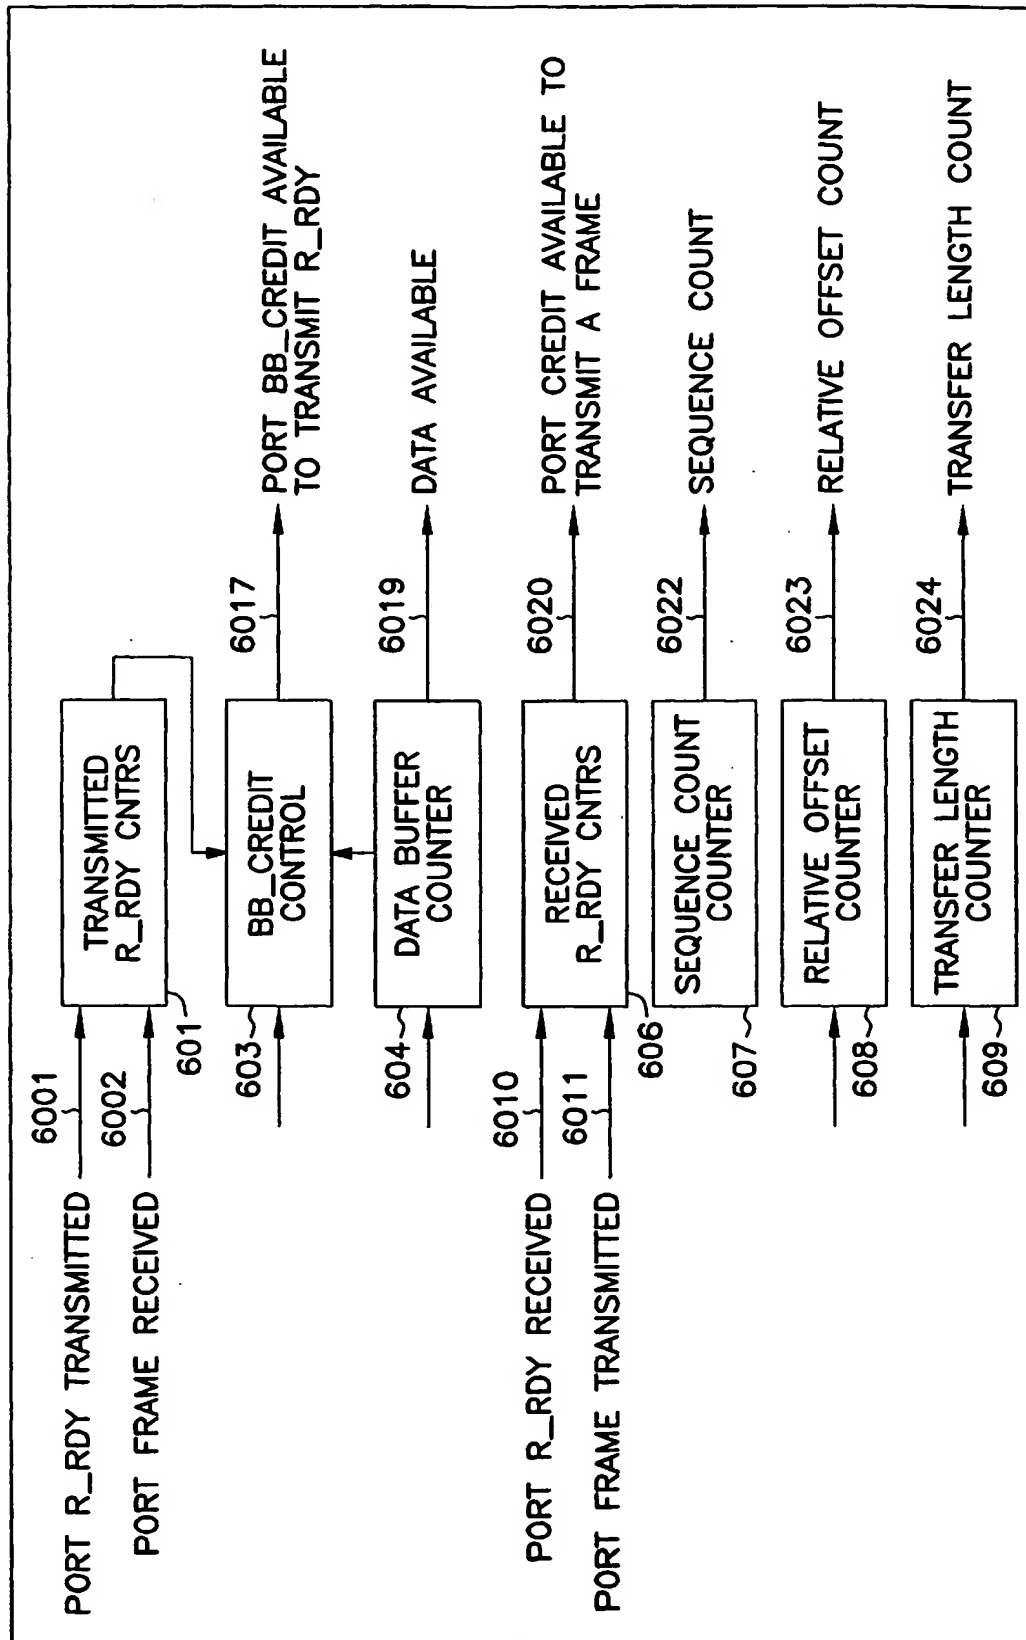 PORT R_RDY TRANSMITTED
6001
PORT FRAME RECEIVED
6002
TRANSMITTED
R_RDY CNTRS
601
603
BB_CREDIT
CONTROL
6017
PORT BB_CREDIT AVAILABLE
TO TRANSMIT R_RDY
604
DATA BUFFER
COUNTER
6019
DATA AVAILABLE
PORT R_RDY RECEIVED
6010
PORT FRAME TRANSMITTED
6011
RECEIVED
R_RDY CNTRS
606
6020
PORT CREDIT AVAILABLE TO
TRANSMIT A FRAME
607
SEQUENCE COUNT
COUNTER
6022
SEQUENCE COUNT
608
RELATIVE OFFSET
COUNTER
6023
RELATIVE OFFSET COUNT
609
TRANSFER LENGTH
COUNTER
6024
TRANSFER LENGTH COUNT